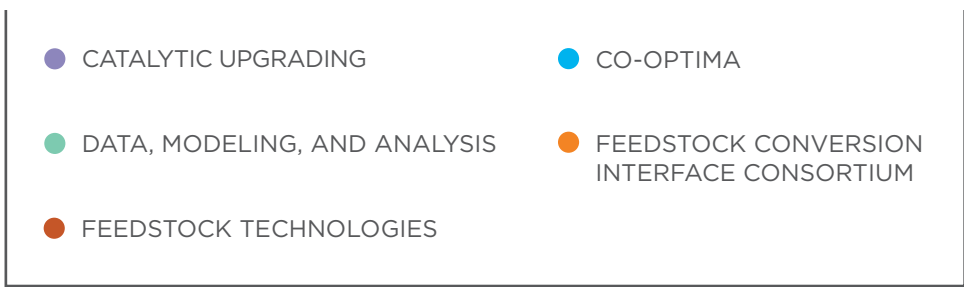 CATALYTIC UPGRADING
DATA, MODELING, AND ANALYSIS
FEEDSTOCK TECHNOLOGIES
CO-OPTIMA
FEEDSTOCK CONVERSION
INTERFACE CONSORTIUM